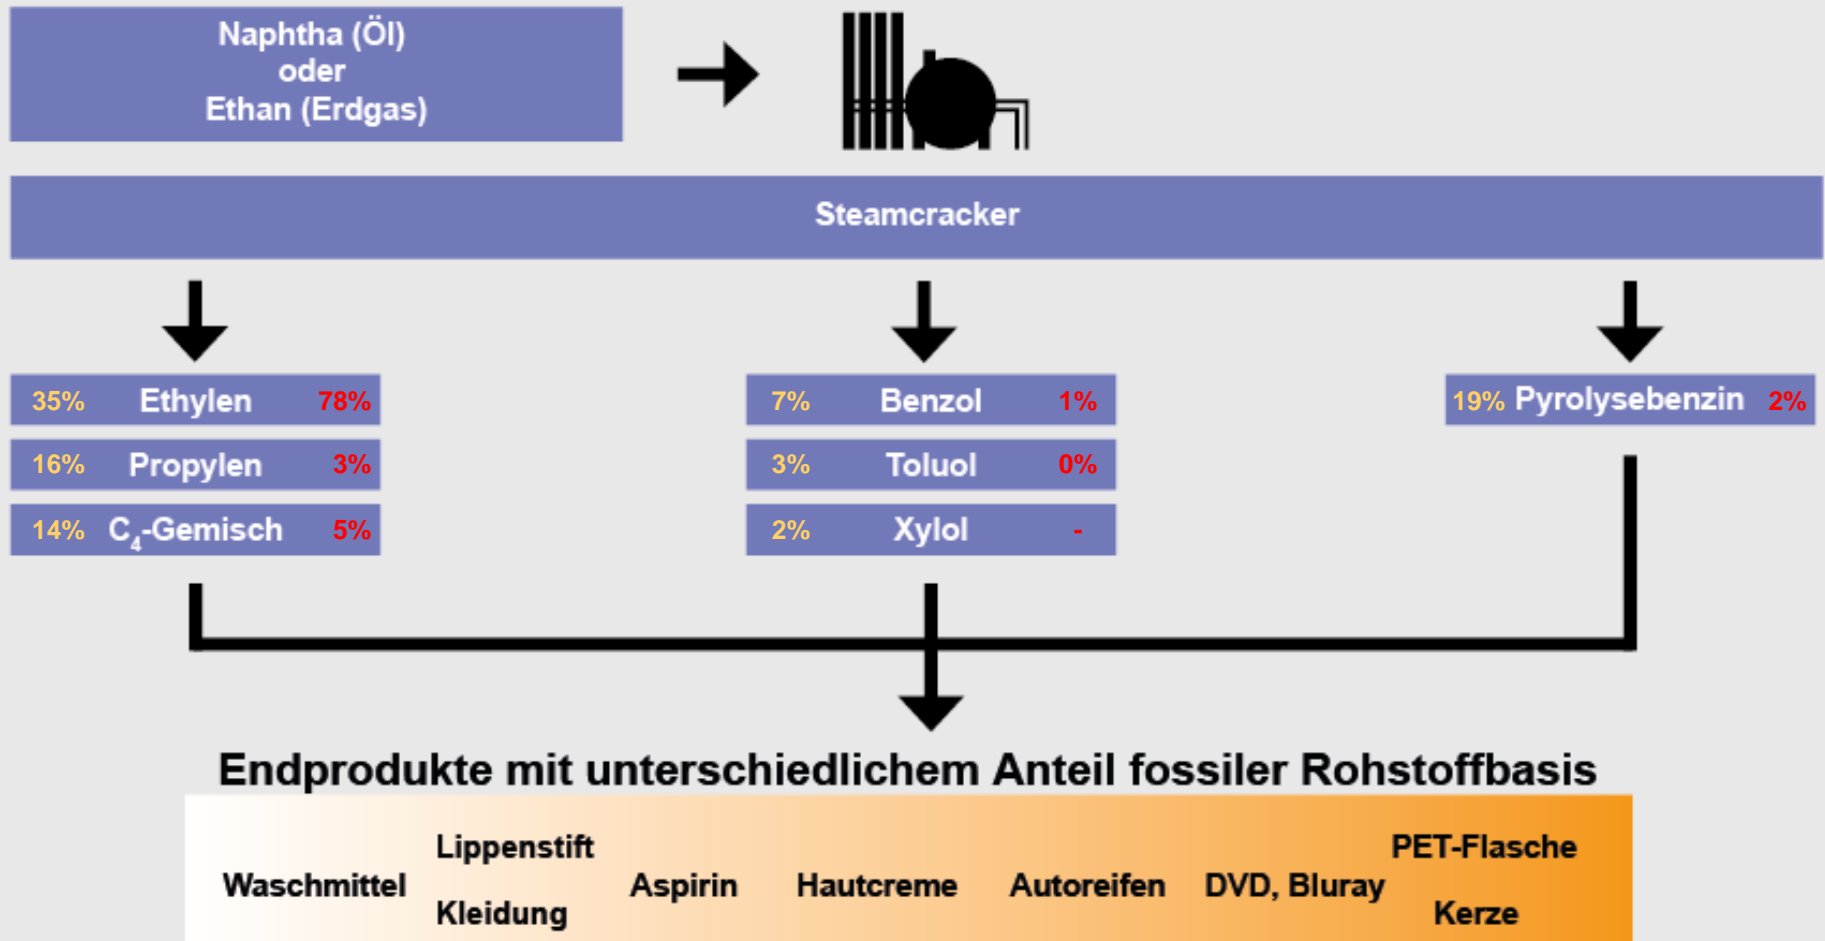 Naphtha (Öl)
oder
Ethan (Erdgas)
Steamcracker
35% Ethylen 78%
16% Propylen 3%
14% C₄-Gemisch 5%
7% Benzol 1%
3% Toluol 0%
2% Xylol -
19% Pyrolysebenzin 2%
Endprodukte mit unterschiedlichem Anteil fossiler Rohstoffbasis
Waschmittel
Lippenstift
Kleidung
Aspirin
Hautcreme
Autoreifen
DVD, Bluray
PET-Flasche
Kerze